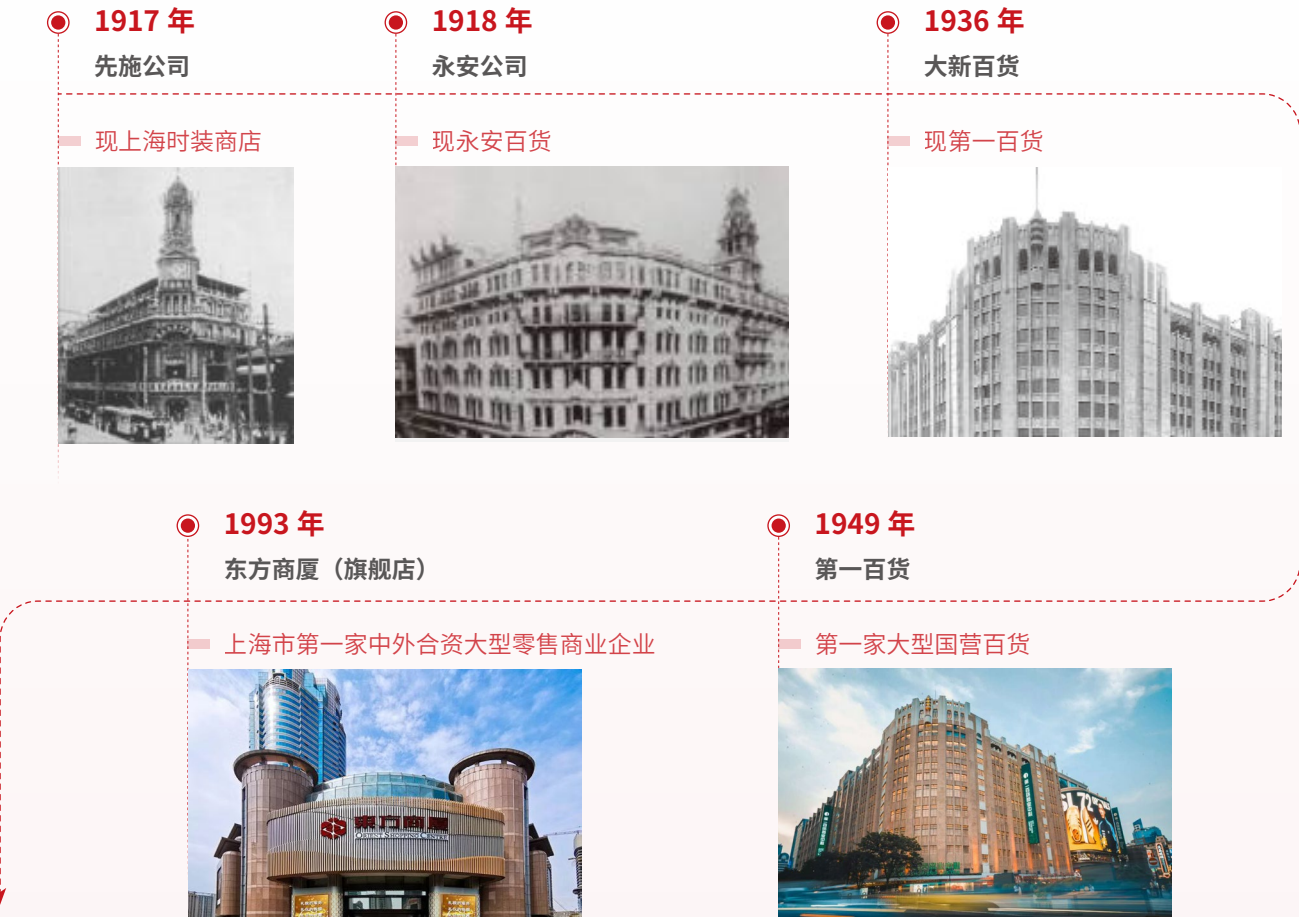 1917 年
先施公司
现上海时装商店
1918 年
永安公司
现永安百货
1936 年
大新百货
现第一百货
1993 年
东方商厦（旗舰店）
上海市第一家中外合资大型零售商业企业
東方商厦
1949 年
第一百货
第一家大型国营百货